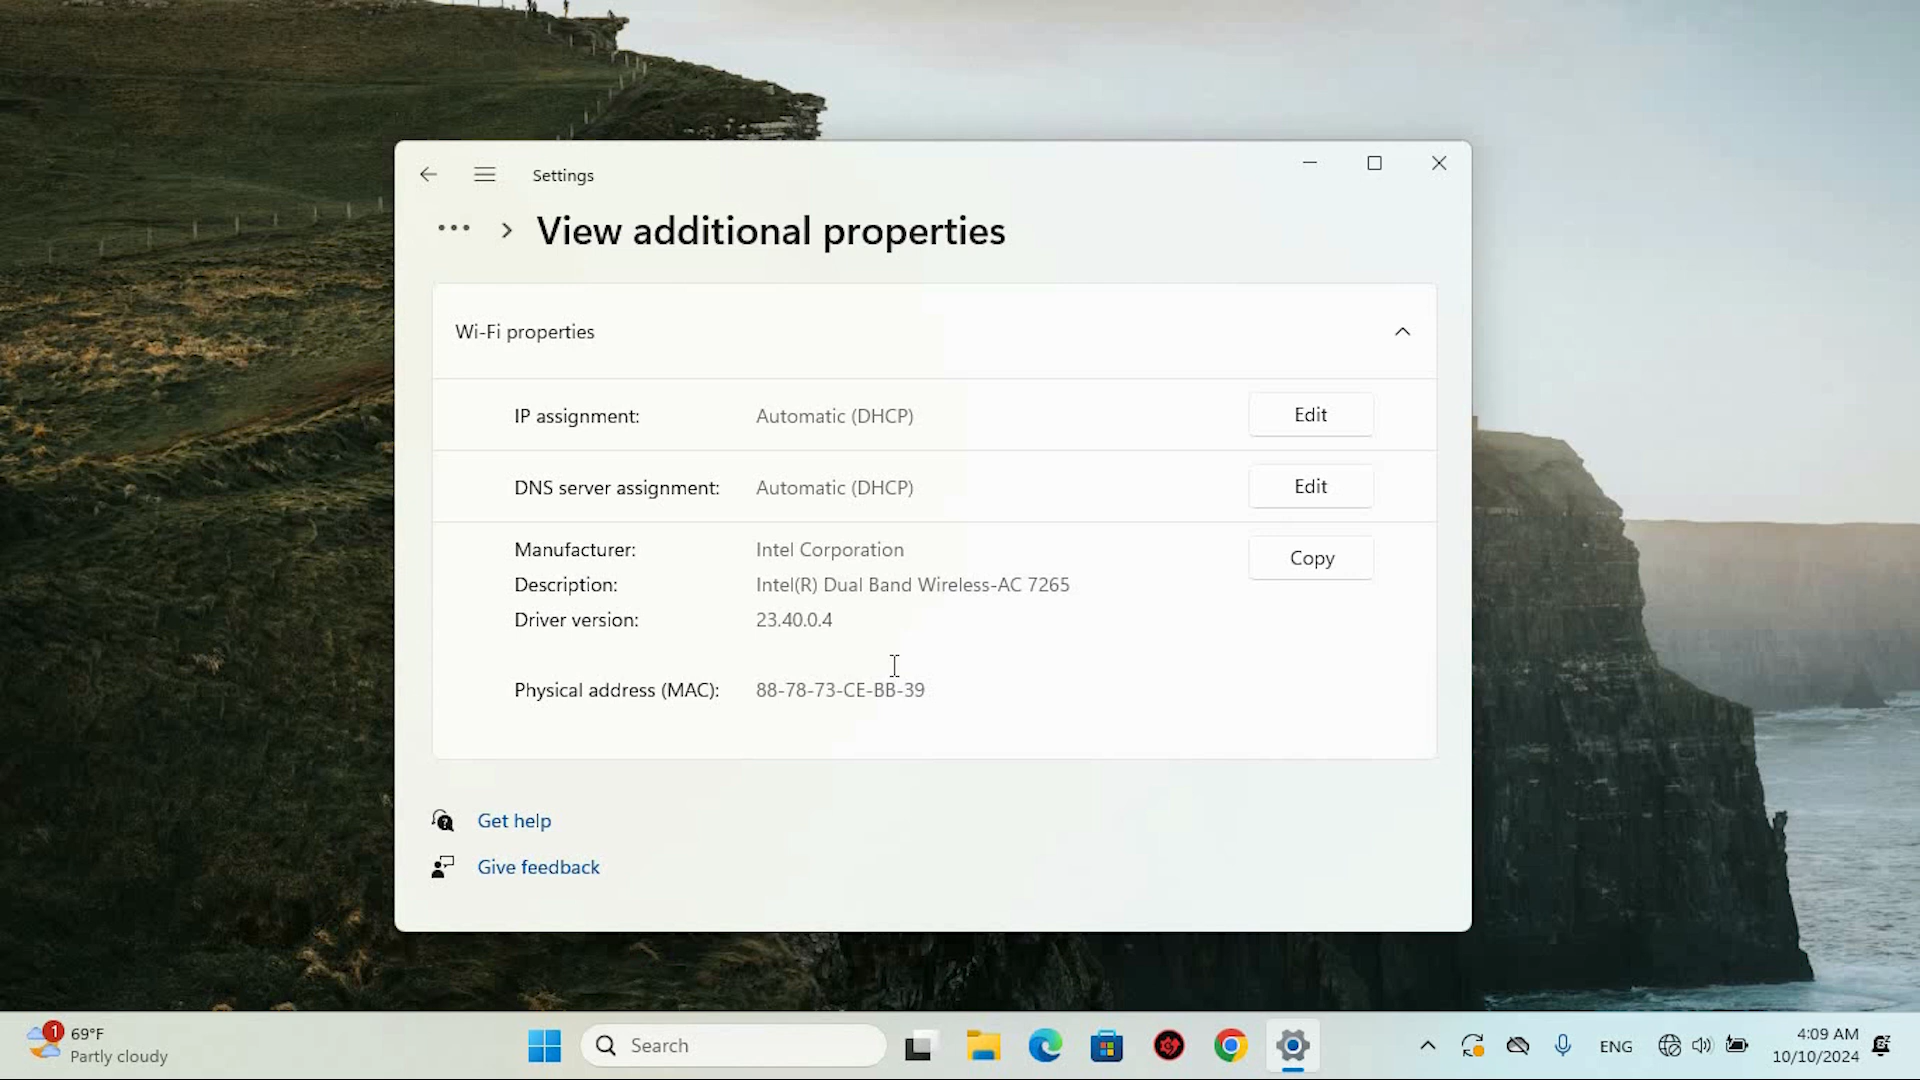 Settings
View additional properties
Wi-Fi properties
IP assignment: Automatic (DHCP) Edit
DNS server assignment: Automatic (DHCP) Edit
Manufacturer: Intel Corporation Copy
Description: Intel(R) Dual Band Wireless-AC 7265
Driver version: 23.40.0.4
Physical address (MAC): 88-78-73-CE-BB-39
Get help
Give feedback
1 69°F
Partly cloudy
Search
ENG
4:09 AM
10/10/2024